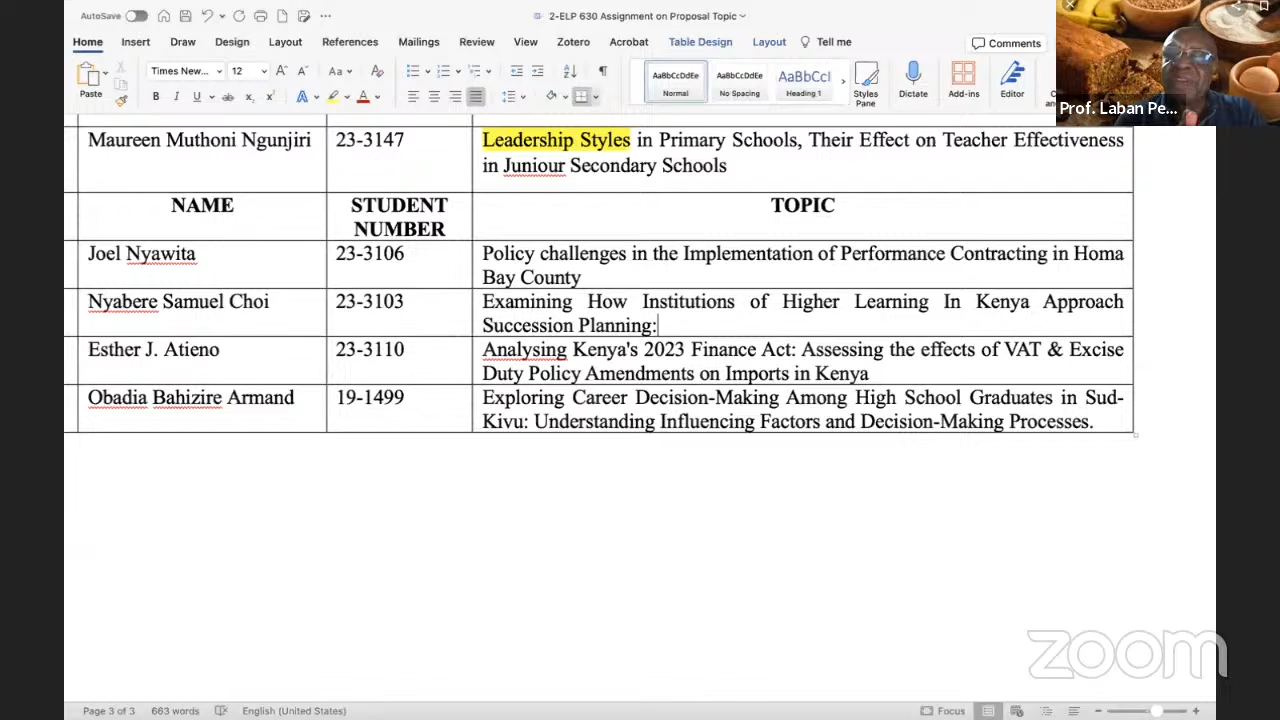 AutoSave
2-ELP 630 Assignment on Proposal Topic
Home Insert Draw Design Layout References Mailings Review View Zotero Acrobat Table Design Layout Tell me
Comments
Paste
Times New... 12
AaBbCcDdEe AaBbCcDdEe AaBbCcI
Normal No Spacing Heading 1
Styles Pane
Dictate
Add-ins
Editor
Prof. Laban Pe...
Maureen Muthoni Ngunjiri 23-3147 Leadership Styles in Primary Schools, Their Effect on Teacher Effectiveness
in Juniour Secondary Schools
NAME STUDENT NUMBER TOPIC
Joel Nyawita 23-3106 Policy challenges in the Implementation of Performance Contracting in Homa
Bay County
Nyabere Samuel Choi 23-3103 Examining How Institutions of Higher Learning In Kenya Approach
Succession Planning:
Esther J. Atieno 23-3110 Analysing Kenya's 2023 Finance Act: Assessing the effects of VAT & Excise
Duty Policy Amendments on Imports in Kenya
Obadia Bahizire Armand 19-1499 Exploring Career Decision-Making Among High School Graduates in Sud-
Kivu: Understanding Influencing Factors and Decision-Making Processes.
zoom
Page 3 of 3 663 words English (United States) Focus